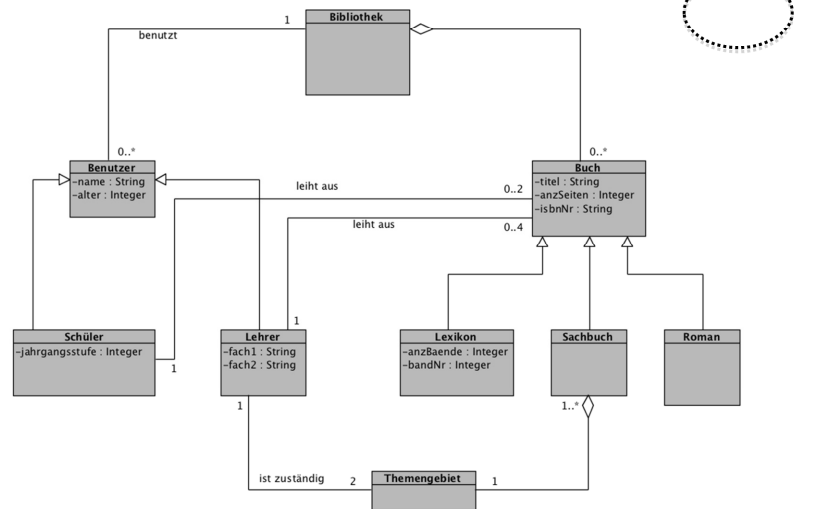 Bibliothek
1
benutzt
0..*
0..*
Benutzer
-name : String
-alter : Integer
Buch
-titel : String
-anzSeiten : Integer
-isbnNr : String
leiht aus
0..2
leiht aus
0..4
1
Schüler
-jahrgangsstufe : Integer
1
Lehrer
-fach1 : String
-fach2 : String
Lexikon
-anzBaende : Integer
-bandNr : Integer
Sachbuch
Roman
1
1..*
ist zuständig
2
Themengebiet
1